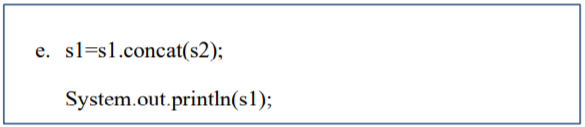 e. s1=s1.concat(s2);
System.out.println(s1);